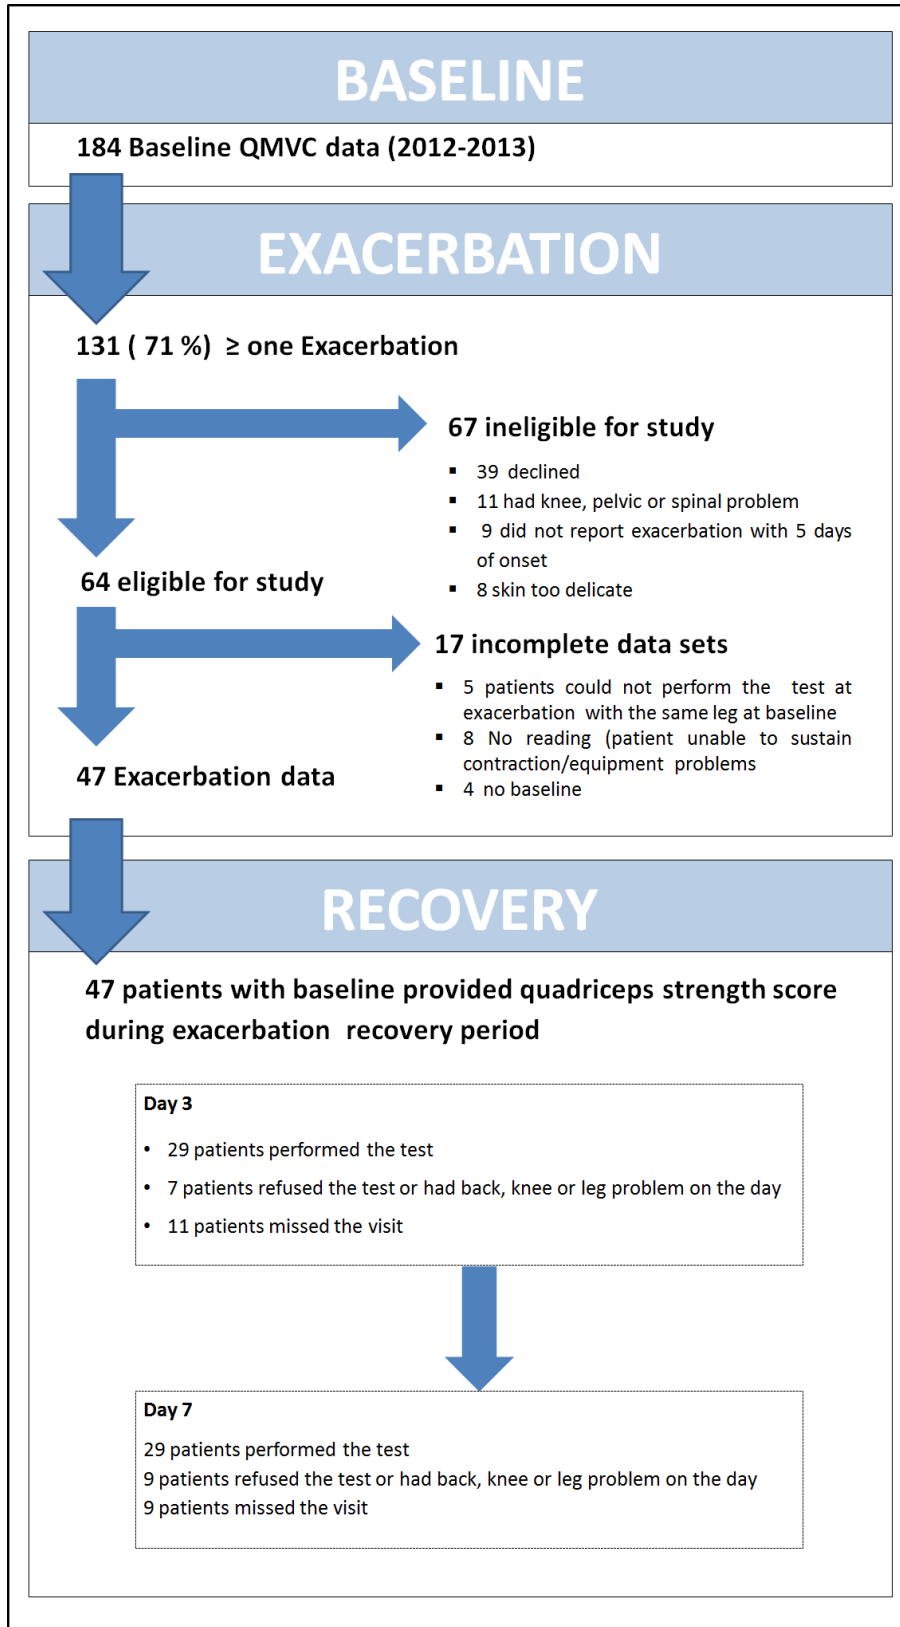 BASELINE
184 Baseline QMVC data (2012-2013)
EXACERBATION
131 ( 71 %) ≥ one Exacerbation
67 ineligible for study
▪ 39 declined
▪ 11 had knee, pelvic or spinal problem
▪ 9 did not report exacerbation with 5 days
of onset
▪ 8 skin too delicate
64 eligible for study
17 incomplete data sets
▪ 5 patients could not perform the test at
exacerbation with the same leg at baseline
▪ 8 No reading (patient unable to sustain
contraction/equipment problems
▪ 4 no baseline
47 Exacerbation data
RECOVERY
47 patients with baseline provided quadriceps strength score
during exacerbation recovery period
Day 3
• 29 patients performed the test
• 7 patients refused the test or had back, knee or leg problem on the day
• 11 patients missed the visit
Day 7
29 patients performed the test
9 patients refused the test or had back, knee or leg problem on the day
9 patients missed the visit